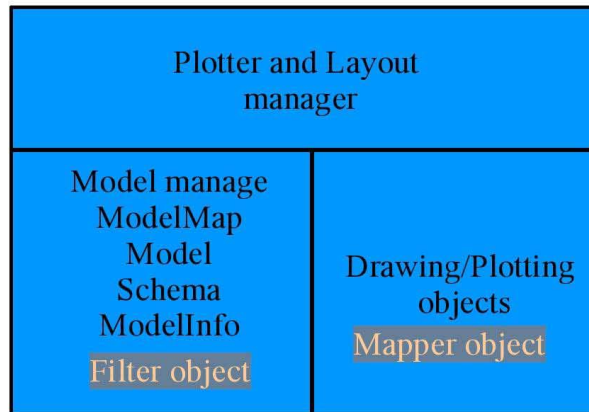 Plotter and Layout
manager
Model manage
ModelMap
Model
Schema
ModelInfo
Filter object
Drawing/Plotting
objects
Mapper object